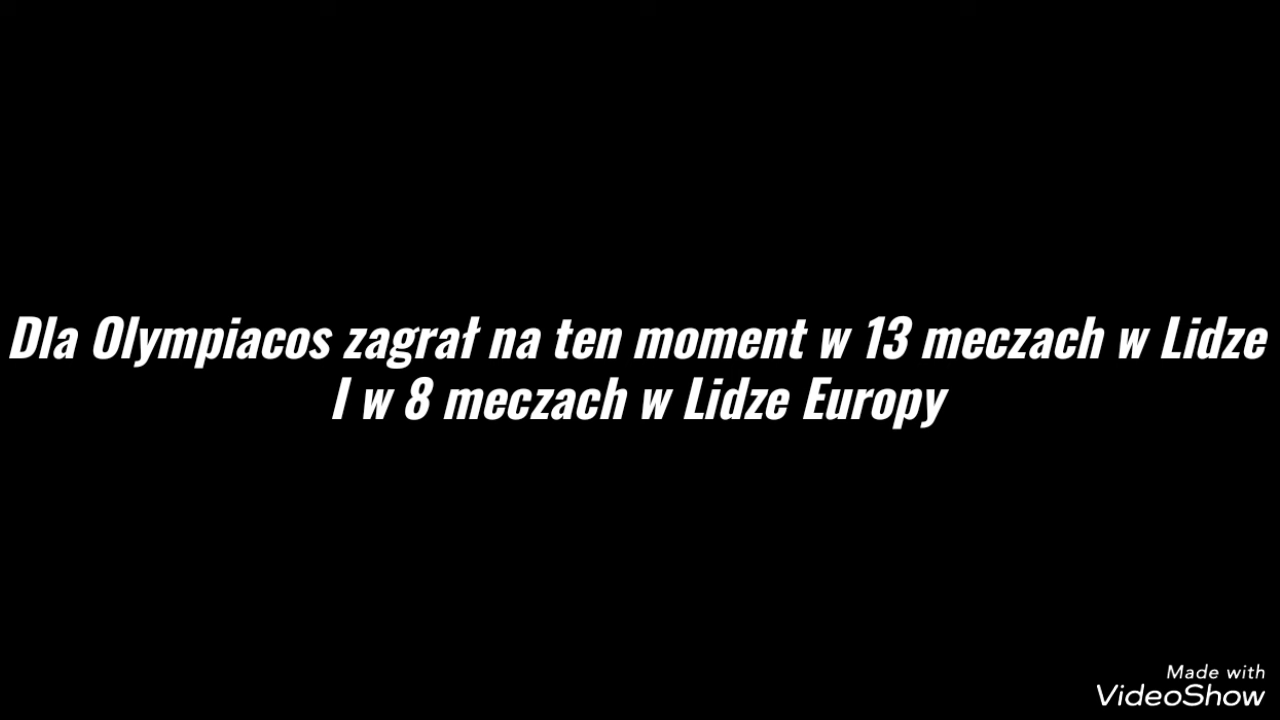 Dla Olympiacos zagrał na ten moment w 13 meczach w Lidze
I w 8 meczach w Lidze Europy
Made with
VideoShow